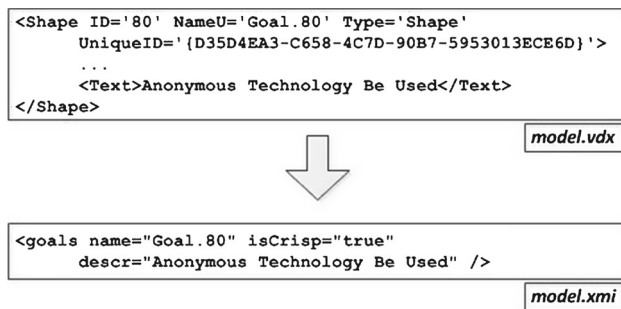 <Shape ID='80' NameU='Goal.80' Type='Shape'
UniqueID='{D35D4EA3-C658-4C7D-90B7-5953013ECE6D}'>
...
<Text>Anonymous Technology Be Used</Text>
</Shape>
model.vdx
<goals name="Goal.80" isCrisp="true"
descr="Anonymous Technology Be Used" />
model.xmi